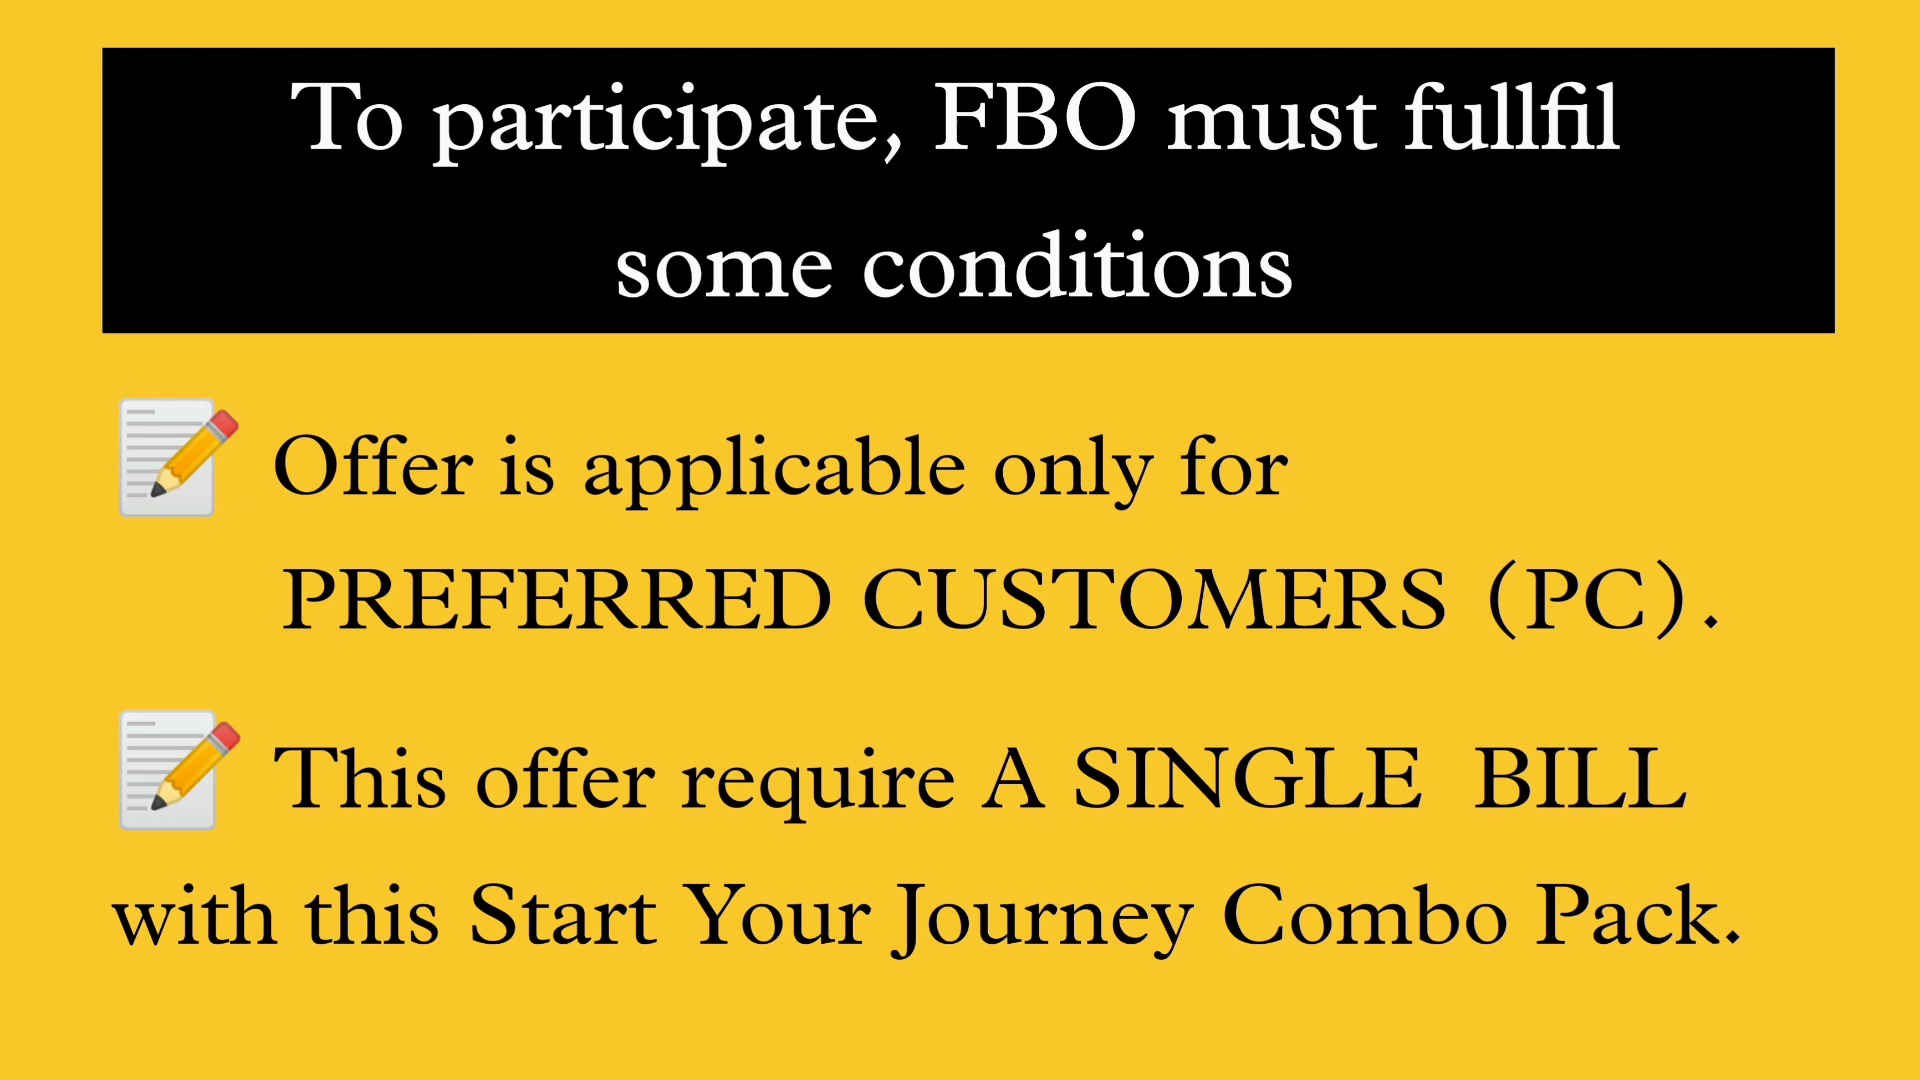 To participate, FBO must fullfil
some conditions
Offer is applicable only for
PREFERRED CUSTOMERS (PC).
This offer require A SINGLE BILL
with this Start Your Journey Combo Pack.